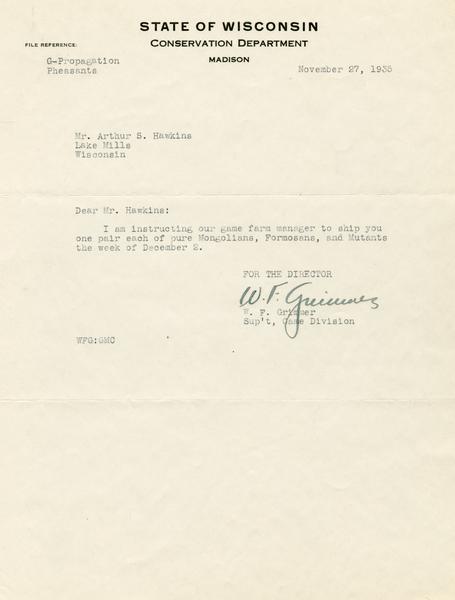 STATE OF WISCONSIN
CONSERVATION DEPARTMENT
MADISON
FILE REFERENCE:
G-Propagation
Pheasants
November 27, 1935
Mr. Arthur S. Hawkins
Lake Mills
Wisconsin
Dear Mr. Hawkins:
I am instructing our game farm manager to ship you
one pair each of pure Mongolians, Formosans, and Mutants
the week of December 2.
FOR THE DIRECTOR
W. F. Grimmer
W. F. Grimmer
Sup't, Game Division
WFG:GMC